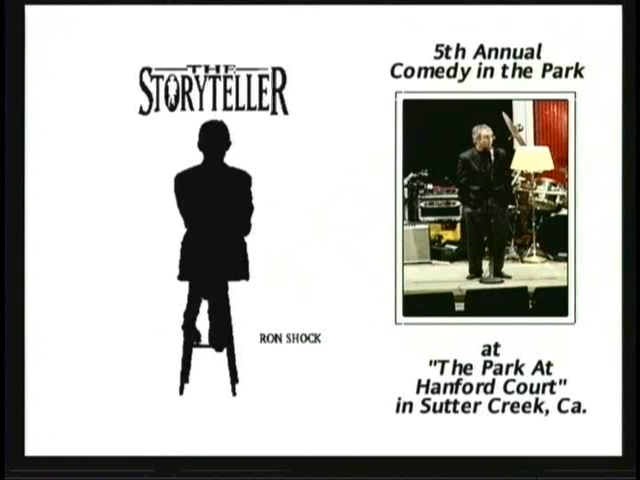 THE
STORYTELLER
RON SHOCK
5th Annual
Comedy in the Park
at
"The Park At
Hanford Court"
in Sutter Creek, Ca.